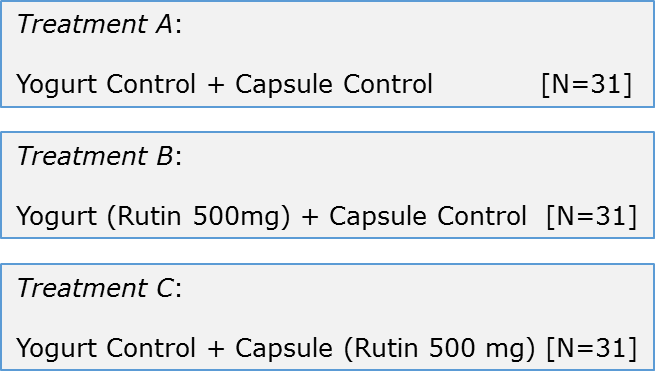 Treatment A:
Yogurt Control + Capsule Control [N=31]
Treatment B:
Yogurt (Rutin 500mg) + Capsule Control [N=31]
Treatment C:
Yogurt Control + Capsule (Rutin 500 mg) [N=31]